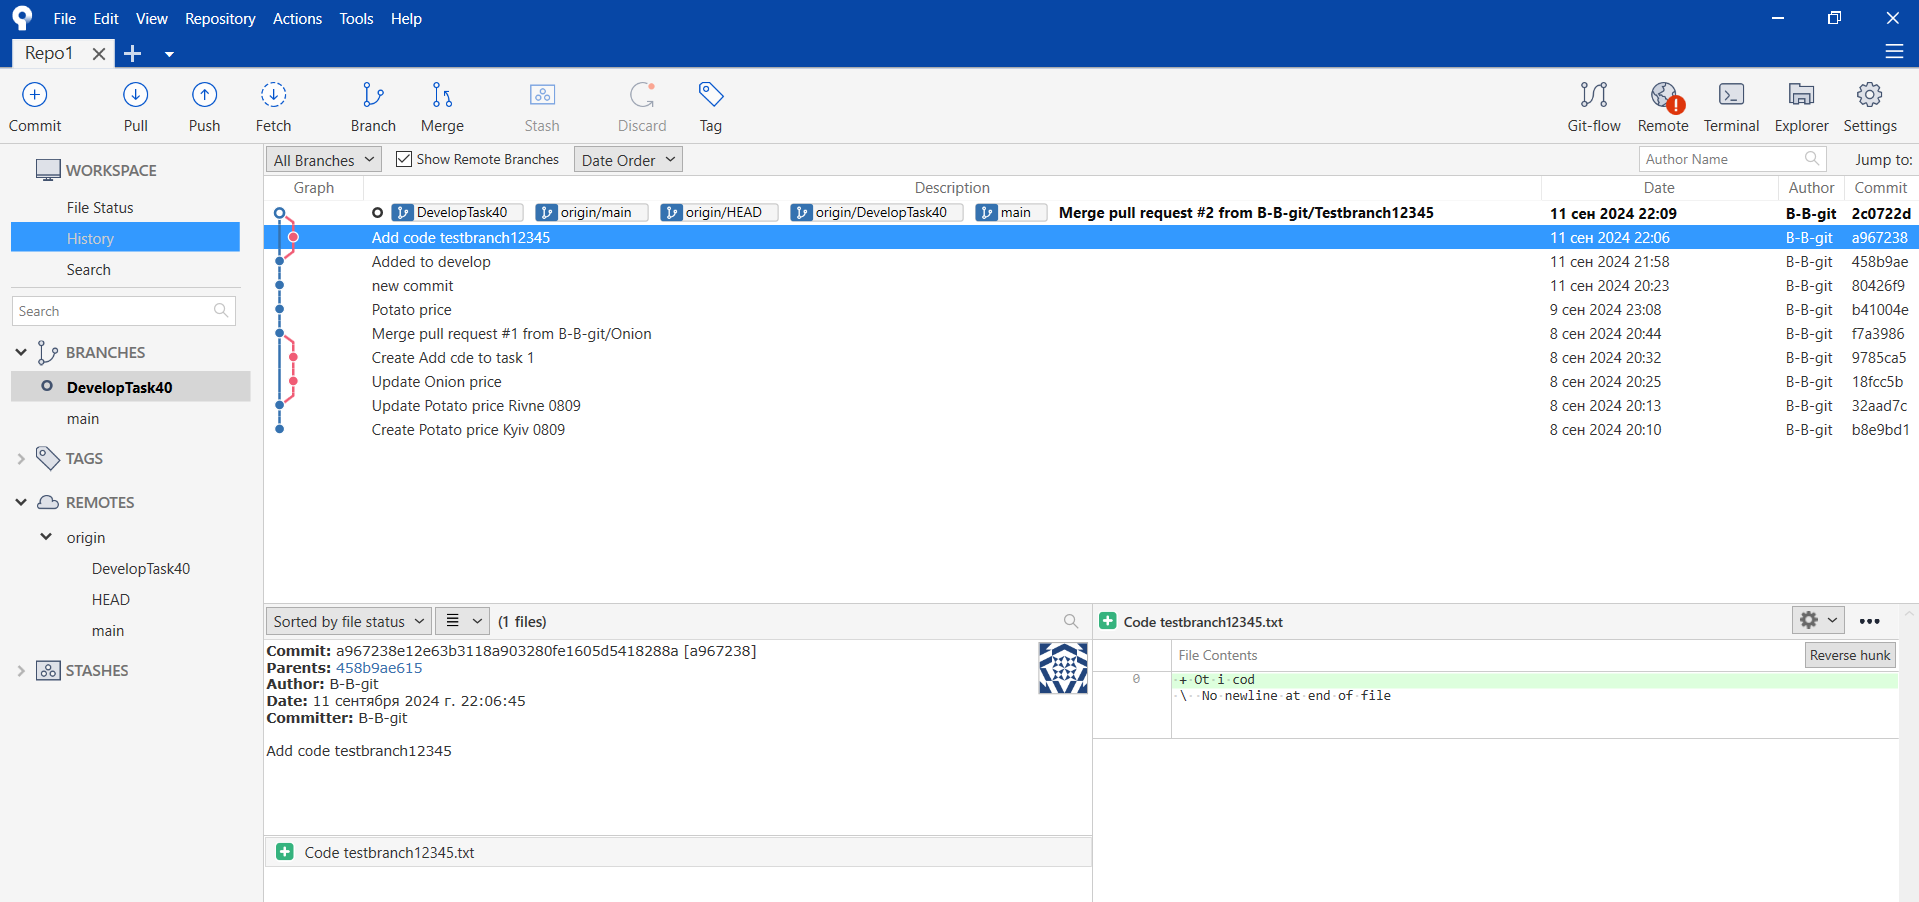 File Edit View Repository Actions Tools Help
Repo1
Commit Pull Push Fetch Branch Merge Stash Discard Tag Git-flow Remote Terminal Explorer Settings
WORKSPACE
File Status
History
Search
Search
BRANCHES
DevelopTask40
main
TAGS
REMOTES
origin
DevelopTask40
HEAD
main
STASHES
All Branches Show Remote Branches Date Order Author Name Jump to:
Graph Description Date Author Commit
DevelopTask40 origin/main origin/HEAD origin/DevelopTask40 main Merge pull request #2 from B-B-git/Testbranch12345 11 сен 2024 22:09 B-B-git 2c0722d
Add code testbranch12345 11 сен 2024 22:06 B-B-git a967238
Added to develop 11 сен 2024 21:58 B-B-git 458b9ae
new commit 11 сен 2024 20:23 B-B-git 80426f9
Potato price 9 сен 2024 23:08 B-B-git b41004e
Merge pull request #1 from B-B-git/Onion 8 сен 2024 20:44 B-B-git f7a3986
Create Add cde to task 1 8 сен 2024 20:32 B-B-git 9785ca5
Update Onion price 8 сен 2024 20:25 B-B-git 18fcc5b
Update Potato price Rivne 0809 8 сен 2024 20:13 B-B-git 32aad7c
Create Potato price Kyiv 0809 8 сен 2024 20:10 B-B-git b8e9bd1
Sorted by file status (1 files)
Commit: a967238e12e63b3118a903280fe1605d5418288a [a967238]
Parents: 458b9ae615
Author: B-B-git
Date: 11 сентября 2024 г. 22:06:45
Committer: B-B-git
Add code testbranch12345
Code testbranch12345.txt
Code testbranch12345.txt
File Contents Reverse hunk
0 + Ot i cod
\ No newline at end of file